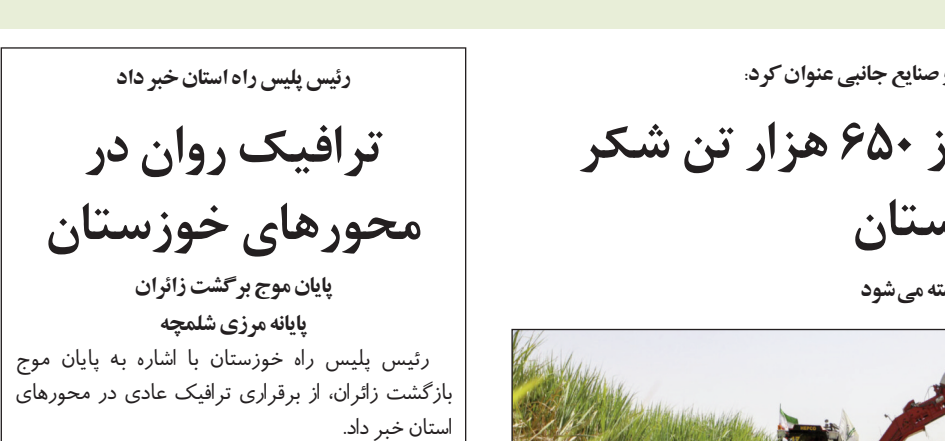 و صنایع جانبی عنوان کرد:
۶۵۰ هزار تن شکر
می‌شود
رئیس پلیس راه استان خبر داد
ترافیک روان در
محورهای خوزستان
پایان موج برگشت زائران
پایانه مرزی شلمچه
رئیس پلیس راه خوزستان با اشاره به پایان موج
بازگشت زائران، از برقراری ترافیک عادی در محورهای
استان خبر داد.